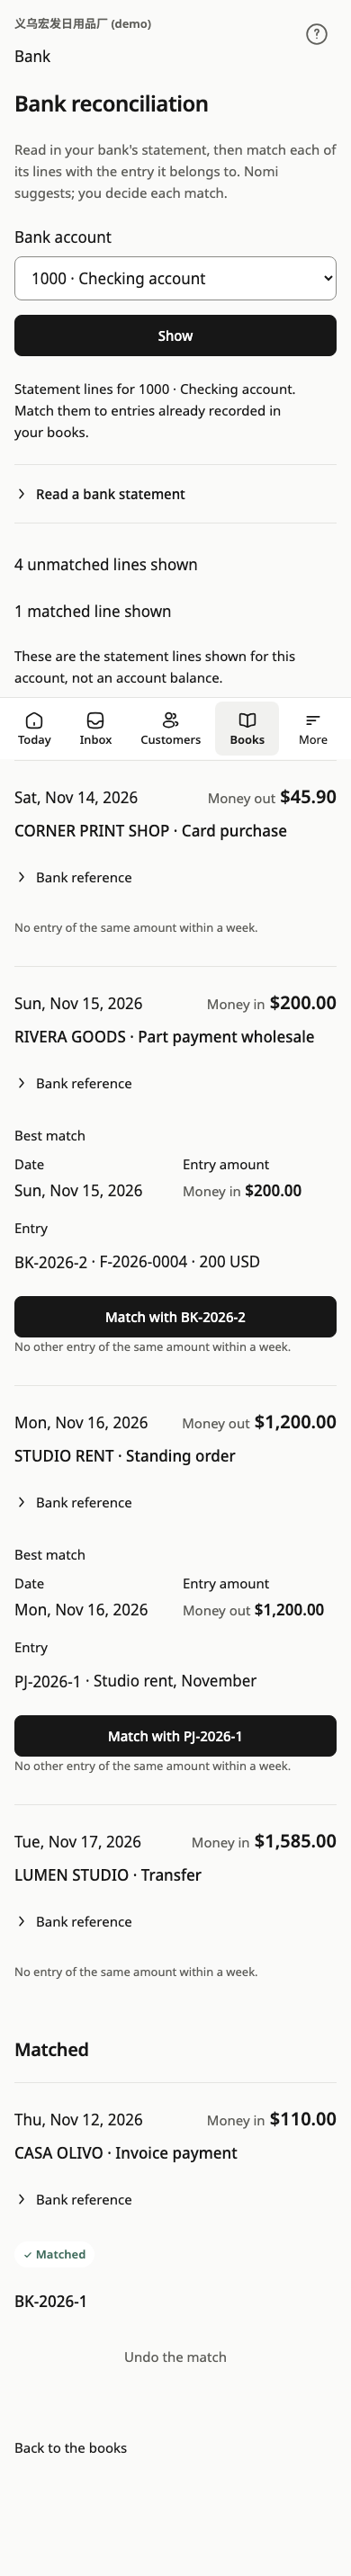 义乌宏发日用品厂 (demo)
Bank
Bank reconciliation
Read in your bank's statement, then match each of
its lines with the entry it belongs to. Nomi
suggests; you decide each match.
Bank account
1000 · Checking account
Show
Statement lines for 1000 · Checking account.
Match them to entries already recorded in
your books.
Read a bank statement
4 unmatched lines shown
1 matched line shown
These are the statement lines shown for this
account, not an account balance.
Today Inbox Customers Books More
Sat, Nov 14, 2026 Money out $45.90
CORNER PRINT SHOP · Card purchase
Bank reference
No entry of the same amount within a week.
Sun, Nov 15, 2026 Money in $200.00
RIVERA GOODS · Part payment wholesale
Bank reference
Best match
Date Entry amount
Sun, Nov 15, 2026 Money in $200.00
Entry
BK-2026-2 · F-2026-0004 · 200 USD
Match with BK-2026-2
No other entry of the same amount within a week.
Mon, Nov 16, 2026 Money out $1,200.00
STUDIO RENT · Standing order
Bank reference
Best match
Date Entry amount
Mon, Nov 16, 2026 Money out $1,200.00
Entry
PJ-2026-1 · Studio rent, November
Match with PJ-2026-1
No other entry of the same amount within a week.
Tue, Nov 17, 2026 Money in $1,585.00
LUMEN STUDIO · Transfer
Bank reference
No entry of the same amount within a week.
Matched
Thu, Nov 12, 2026 Money in $110.00
CASA OLIVO · Invoice payment
Bank reference
Matched
BK-2026-1
Undo the match
Back to the books